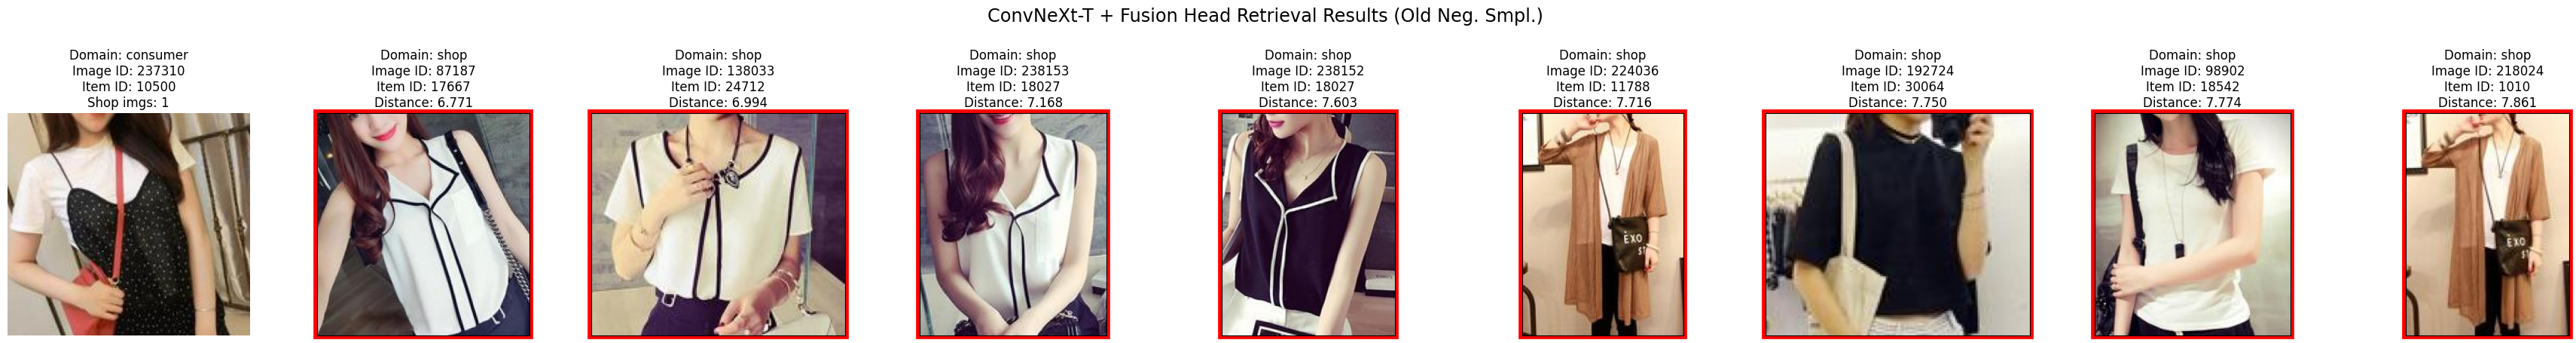 ConvNeXt-T + Fusion Head Retrieval Results (Old Neg. Smpl.)
Domain: consumer
Image ID: 237310
Item ID: 10500
Shop imgs: 1
Domain: shop
Image ID: 87187
Item ID: 17667
Distance: 6.771
Domain: shop
Image ID: 138033
Item ID: 24712
Distance: 6.994
Domain: shop
Image ID: 238153
Item ID: 18027
Distance: 7.168
Domain: shop
Image ID: 238152
Item ID: 18027
Distance: 7.603
Domain: shop
Image ID: 224036
Item ID: 11788
Distance: 7.716
Domain: shop
Image ID: 192724
Item ID: 30064
Distance: 7.750
Domain: shop
Image ID: 98902
Item ID: 18542
Distance: 7.774
Domain: shop
Image ID: 218024
Item ID: 1010
Distance: 7.861
EXO
EXO